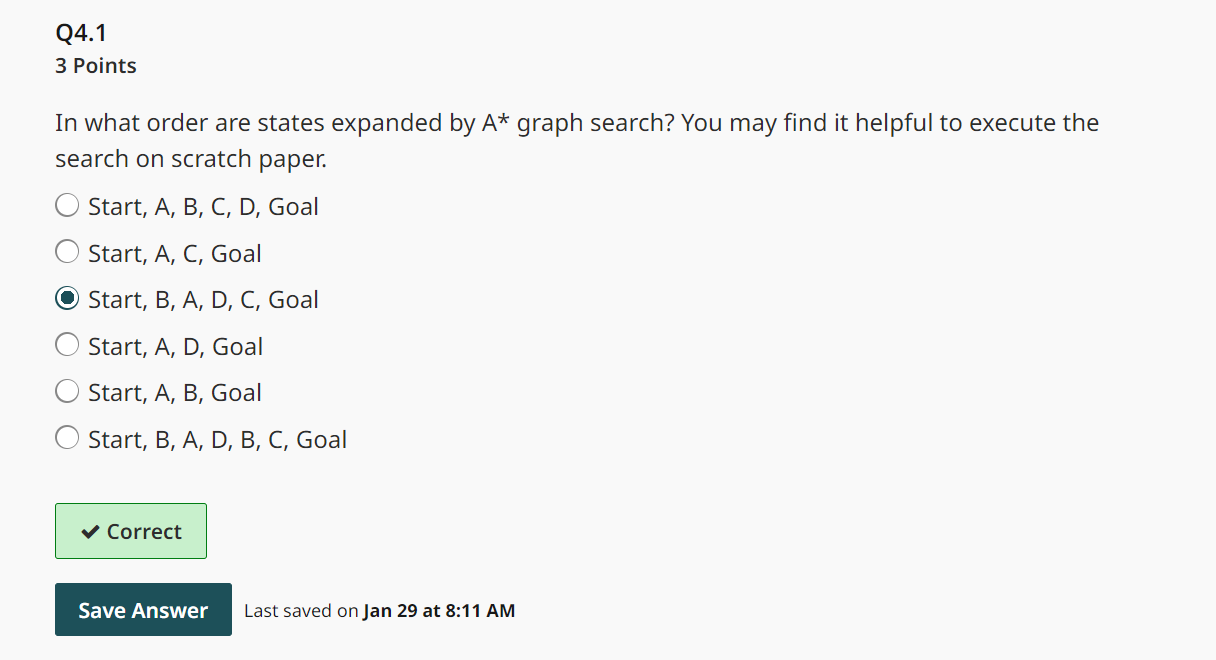 Q4.1
3 Points
In what order are states expanded by A* graph search? You may find it helpful to execute the
search on scratch paper.
Start, A, B, C, D, Goal
Start, A, C, Goal
Start, B, A, D, C, Goal
Start, A, D, Goal
Start, A, B, Goal
Start, B, A, D, B, C, Goal
✔ Correct
Save Answer Last saved on Jan 29 at 8:11 AM